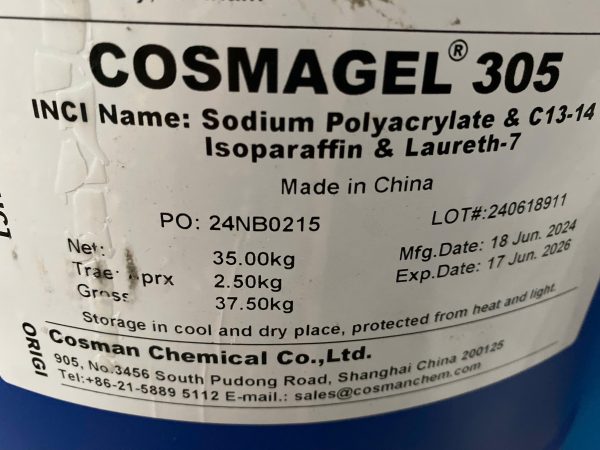 COSMAGEL® 305
INCI Name: Sodium Polyacrylate & C13-14
Isoparaffin & Laureth-7
Made in China
PO: 24NB0215
LOT#:240618911
Net: 35.00kg
Mfg.Date: 18 Jun. 2024
Trae: Aprx 2.50kg
Exp.Date: 17 Jun. 2026
Gross 37.50kg
Storage in cool and dry place, protected from heat and light.
ORIGI
Cosman Chemical Co.,Ltd.
905, No.3456 South Pudong Road, Shanghai China 200125
Tel:+86-21-5889 5112 E-mail.: sales@cosmanchem.com